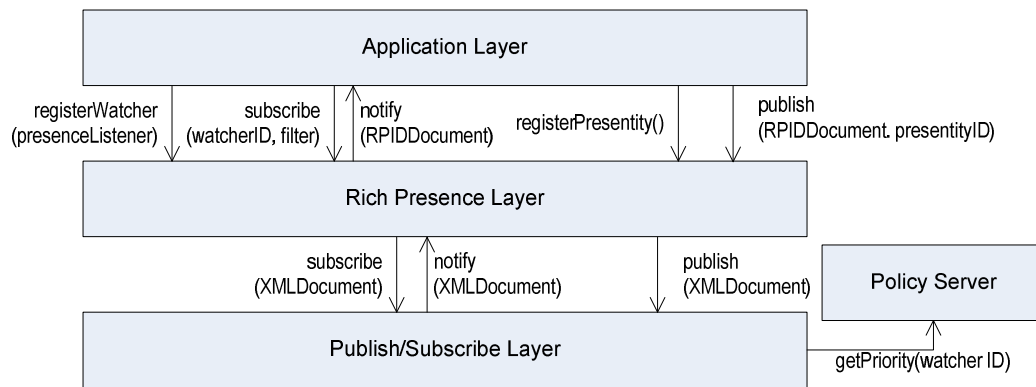 Application Layer
registerWatcher
(presenceListener)
subscribe
(watcherID, filter)
notify
(RPIDDocument)
registerPresentity()
publish
(RPIDDocument. presentityID)
Rich Presence Layer
subscribe
(XMLDocument)
notify
(XMLDocument)
publish
(XMLDocument)
Policy Server
Publish/Subscribe Layer
getPriority(watcher ID)